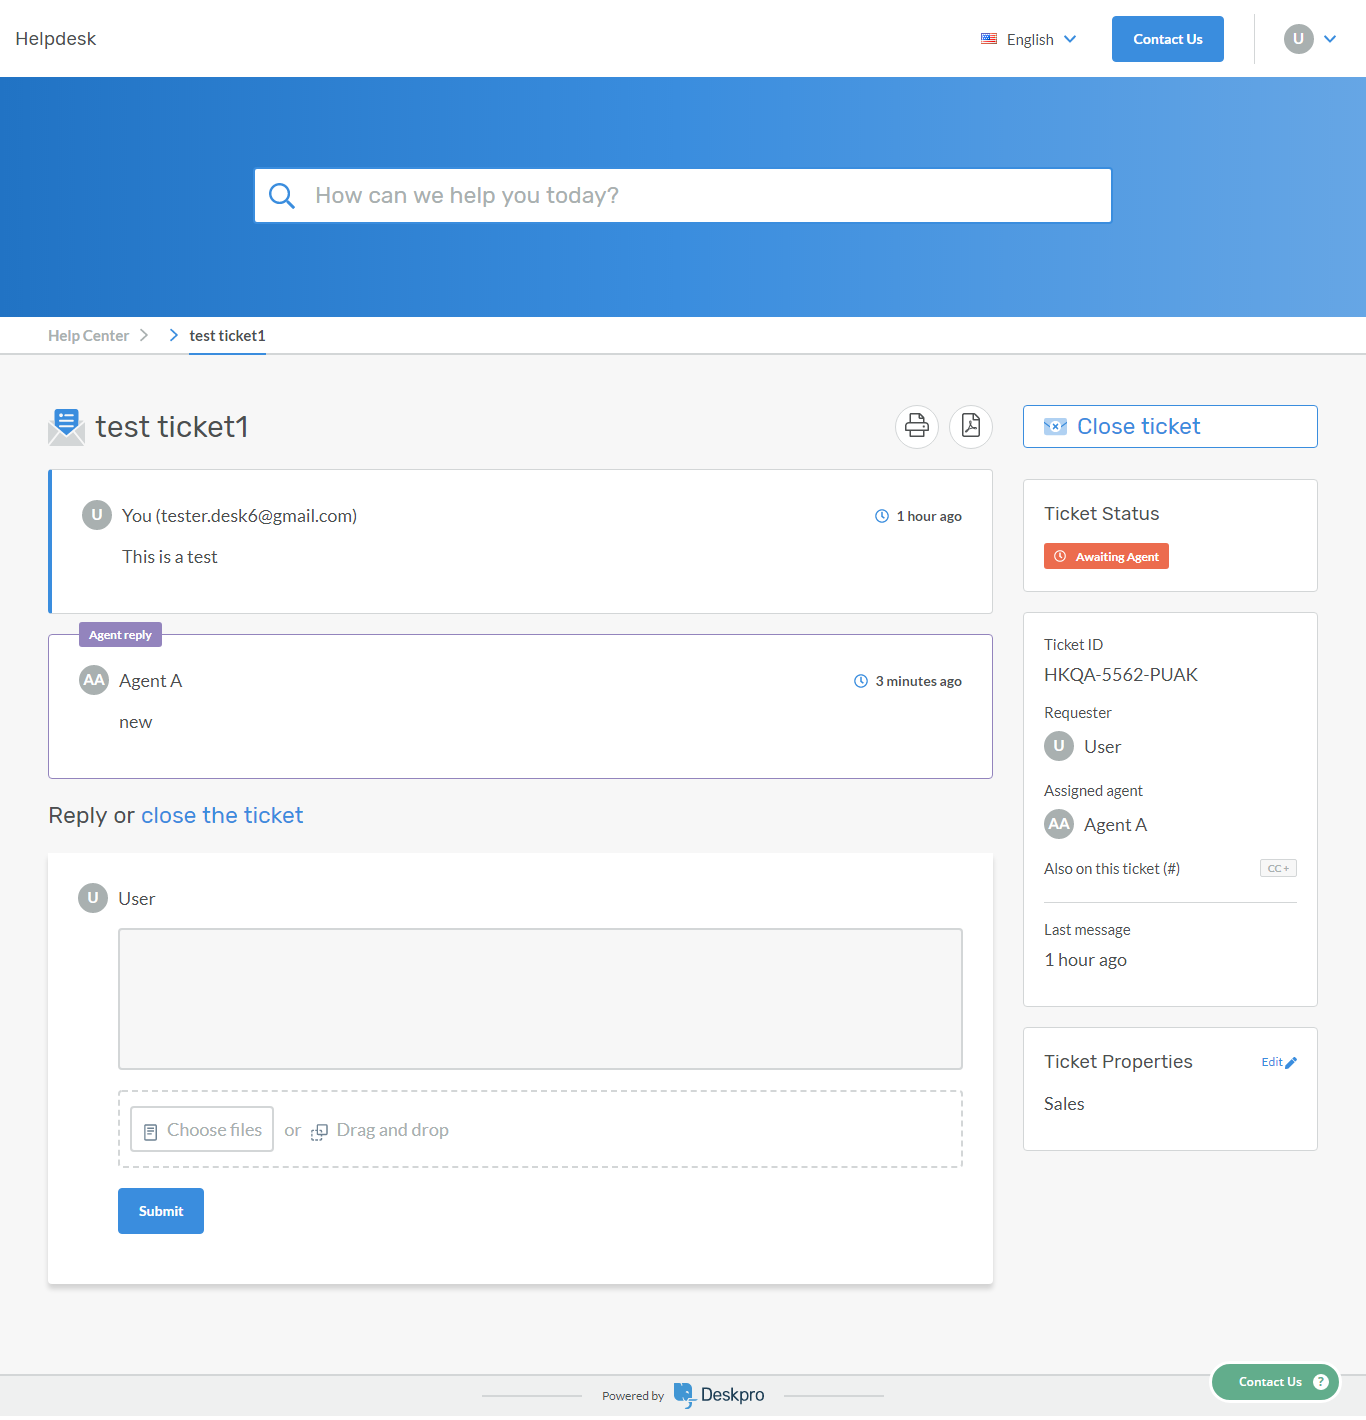 Helpdesk
English
Contact Us
U
How can we help you today?
Help Center
test ticket1
test ticket1
Close ticket
U
You (tester.desk6@gmail.com)
1 hour ago
This is a test
Agent reply
AA
Agent A
3 minutes ago
new
Reply or close the ticket
U
User
Choose files or Drag and drop
Submit
Ticket Status
Awaiting Agent
Ticket ID
HKQA-5562-PUAK
Requester
U
User
Assigned agent
AA
Agent A
Also on this ticket (#)
CC +
Last message
1 hour ago
Ticket Properties
Edit
Sales
Powered by Deskpro
Contact Us ?